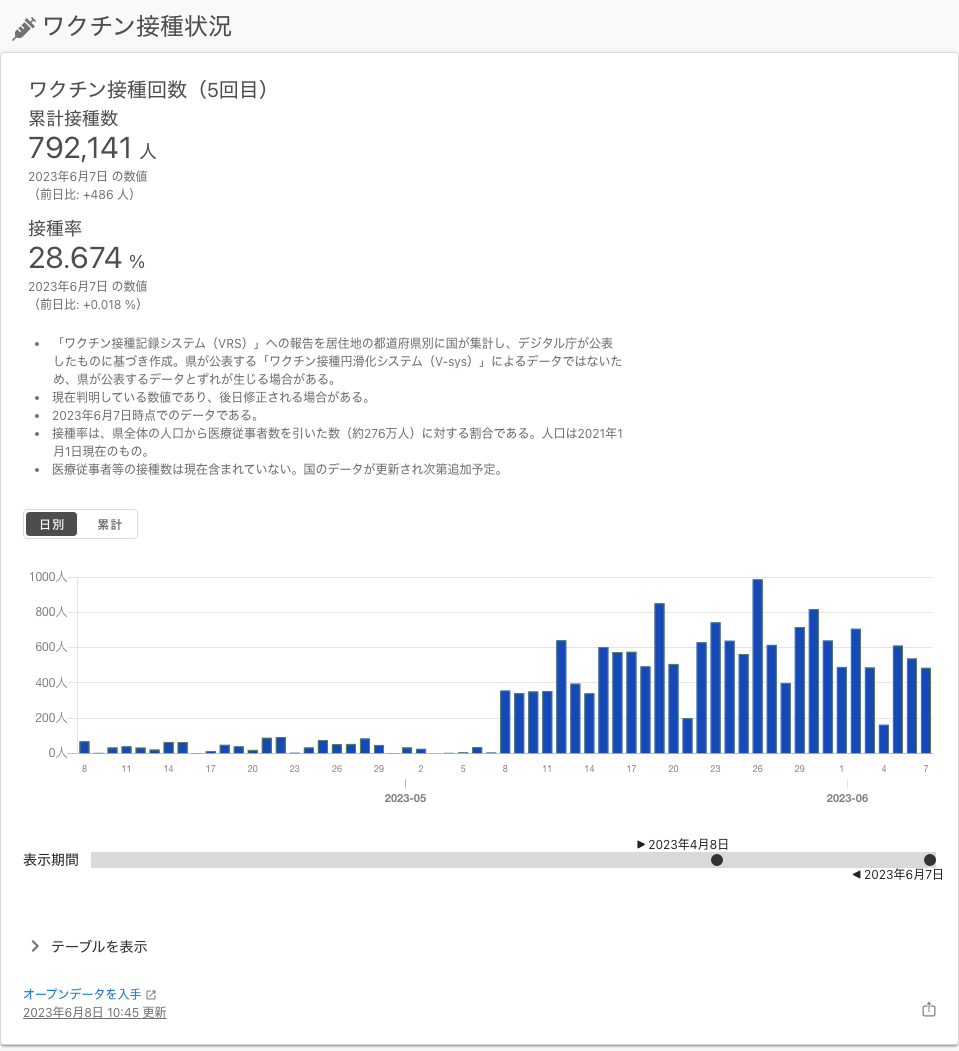 ワクチン接種状況
ワクチン接種回数（5回目）
累計接種数
792,141 人
2023年6月7日 の数値
（前日比: +486 人）
接種率
28.674 %
2023年6月7日 の数値
（前日比: +0.018 %）
• 「ワクチン接種記録システム（VRS）」への報告を居住地の都道府県別に国が集計し、デジタル庁が公表
したものに基づき作成。県が公表する「ワクチン接種円滑化システム（V-sys）」によるデータではないた
め、県が公表するデータとずれが生じる場合がある。
• 現在判明している数値であり、後日修正される場合がある。
• 2023年6月7日時点でのデータである。
• 接種率は、県全体の人口から医療従事者数を引いた数（約276万人）に対する割合である。人口は2021年1
月1日現在のもの。
• 医療従事者等の接種数は現在含まれていない。国のデータが更新され次第追加予定。
日別 累計
1000人
800人
600人
400人
200人
0人
8 11 14 17 20 23 26 29 2 5 8 11 14 17 20 23 26 29 1 4 7
2023-05 2023-06
▶ 2023年4月8日
表示期間
◀ 2023年6月7日
テーブルを表示
オープンデータを入手
2023年6月8日 10:45 更新